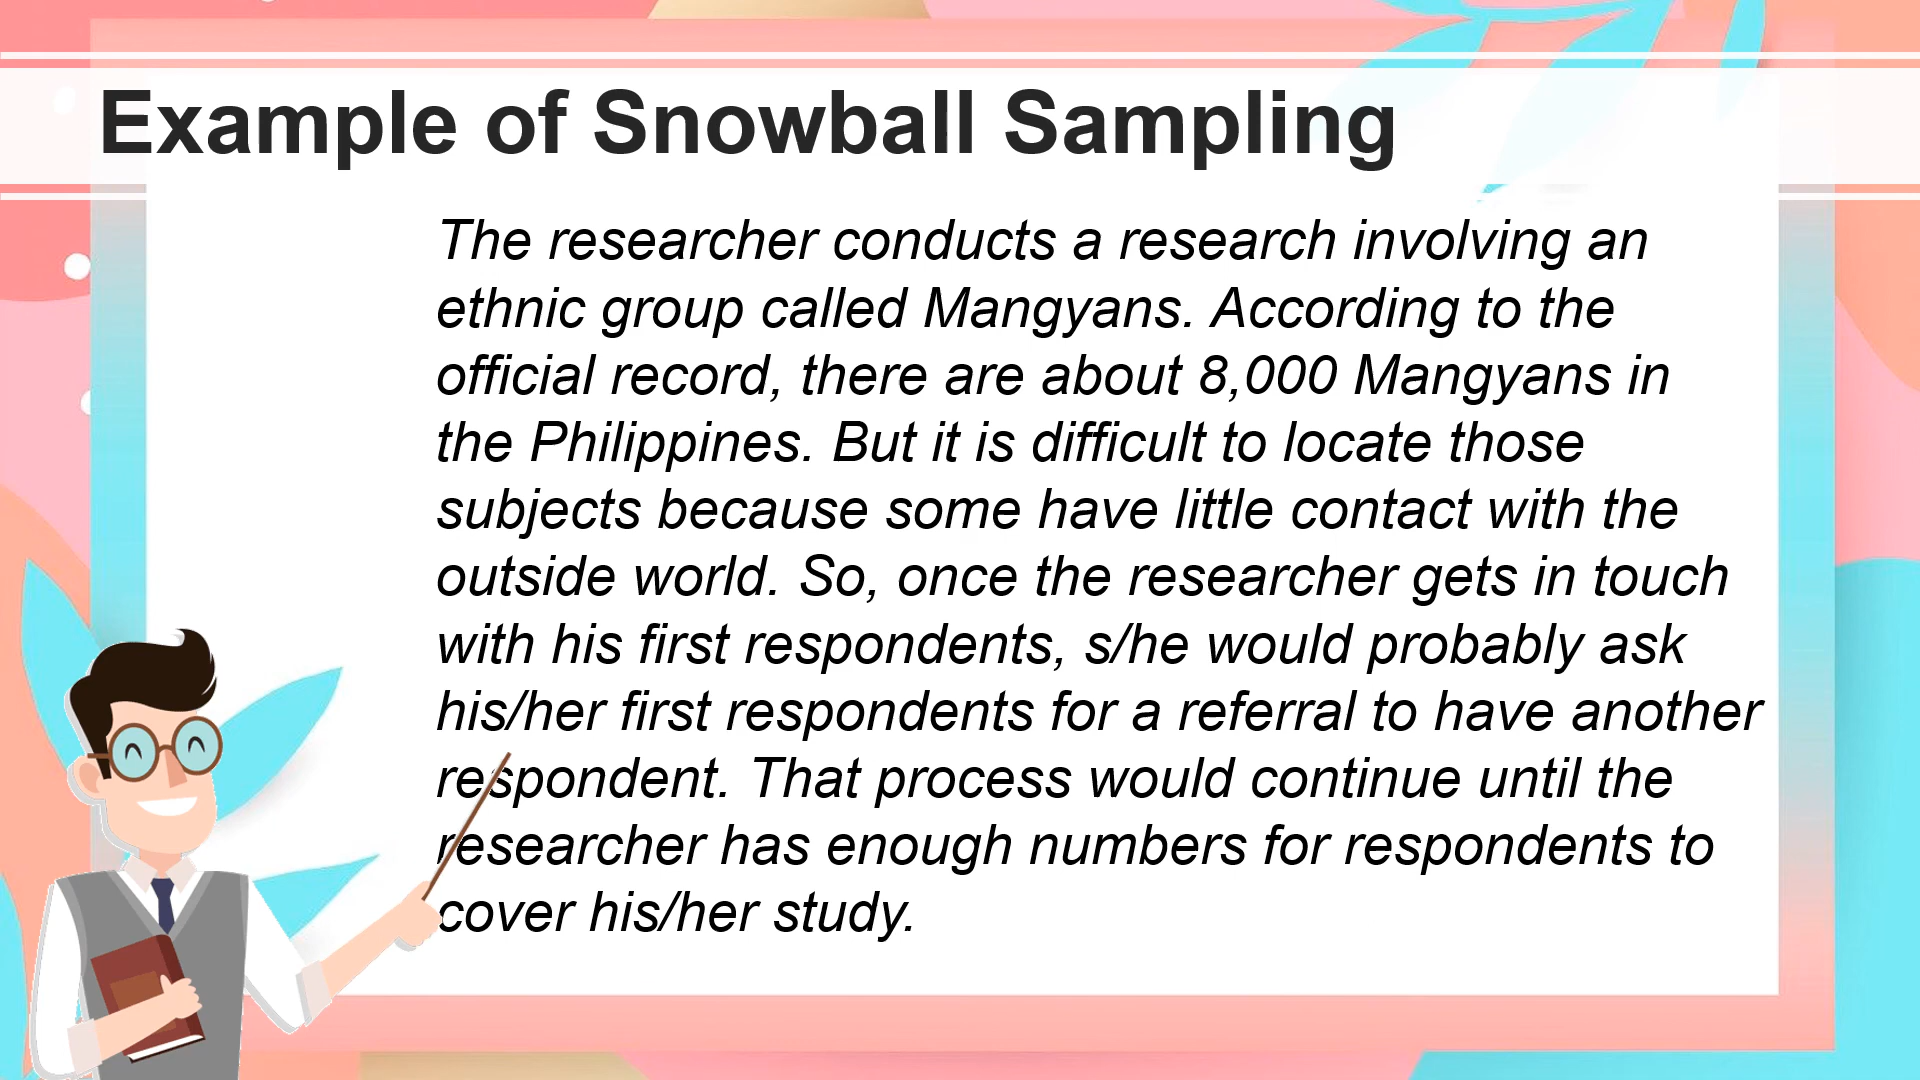 Example of Snowball Sampling
The researcher conducts a research involving an
ethnic group called Mangyans. According to the
official record, there are about 8,000 Mangyans in
the Philippines. But it is difficult to locate those
subjects because some have little contact with the
outside world. So, once the researcher gets in touch
with his first respondents, s/he would probably ask
his/her first respondents for a referral to have another
respondent. That process would continue until the
researcher has enough numbers for respondents to
cover his/her study.